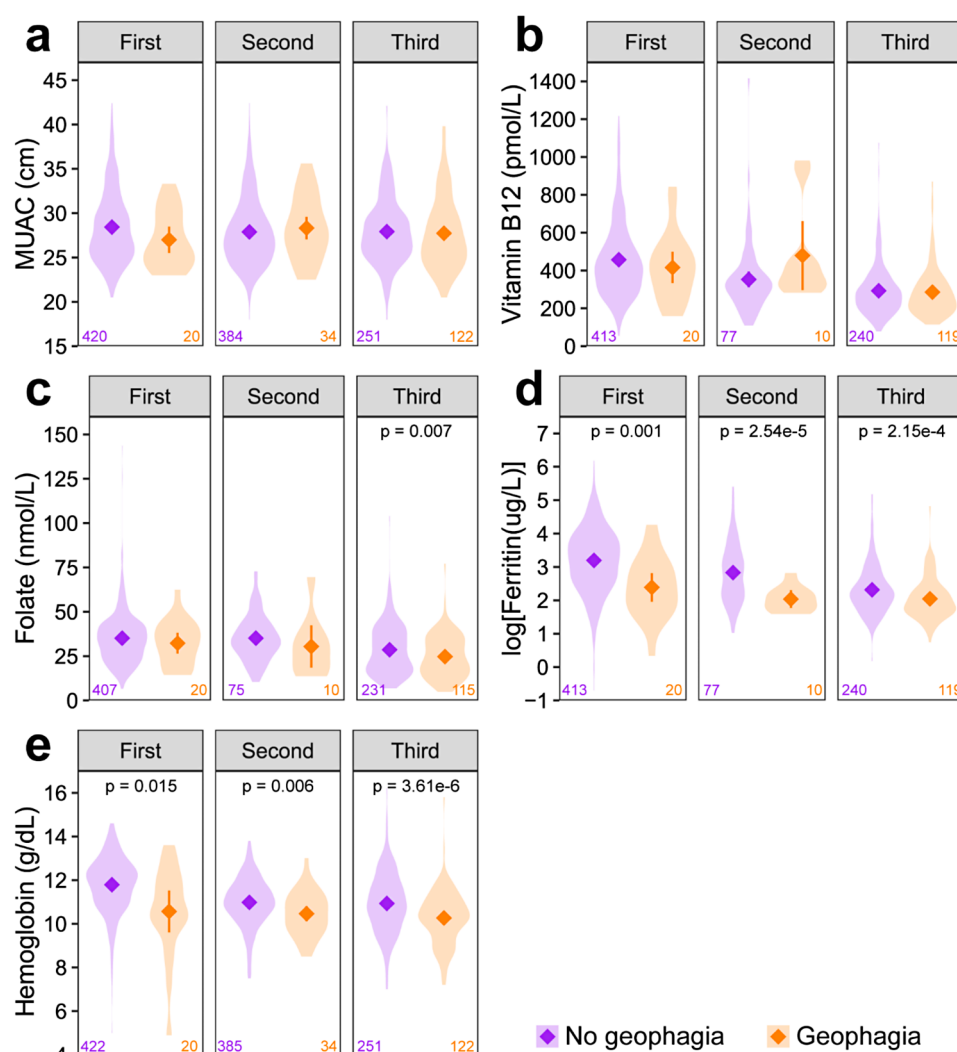 a
First Second Third
MUAC (cm)
45
40
35
30
25
20
15
420 20 384 34 251 122
b
First Second Third
Vitamin B12 (pmol/L)
1400
1200
1000
800
600
400
200
0
413 20 77 10 240 119
c
First Second Third
p = 0.007
Folate (nmol/L)
150
125
100
75
50
25
0
407 20 75 10 231 115
d
First Second Third
p = 0.001 p = 2.54e-5 p = 2.15e-4
log[Ferritin(ug/L)]
7
6
5
4
3
2
1
0
−1
413 20 77 10 240 119
e
First Second Third
p = 0.015 p = 0.006 p = 3.61e-6
Hemoglobin (g/dL)
16
14
12
10
8
6
422 20 385 34 251 122
No geophagia Geophagia